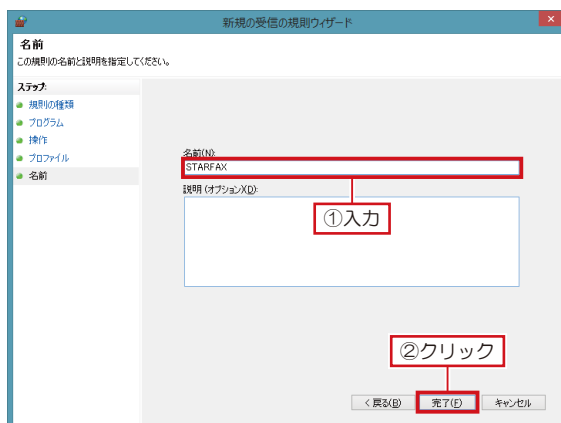 新規の受信の規則ウィザード
×
名前
この規則の名前と説明を指定してください。
ステップ:
規則の種類
プログラム
操作
プロファイル
名前
名前(N):
STARFAX
説明 (オプション)(D):
①入力
②クリック
< 戻る(B)
完了(F)
キャンセル